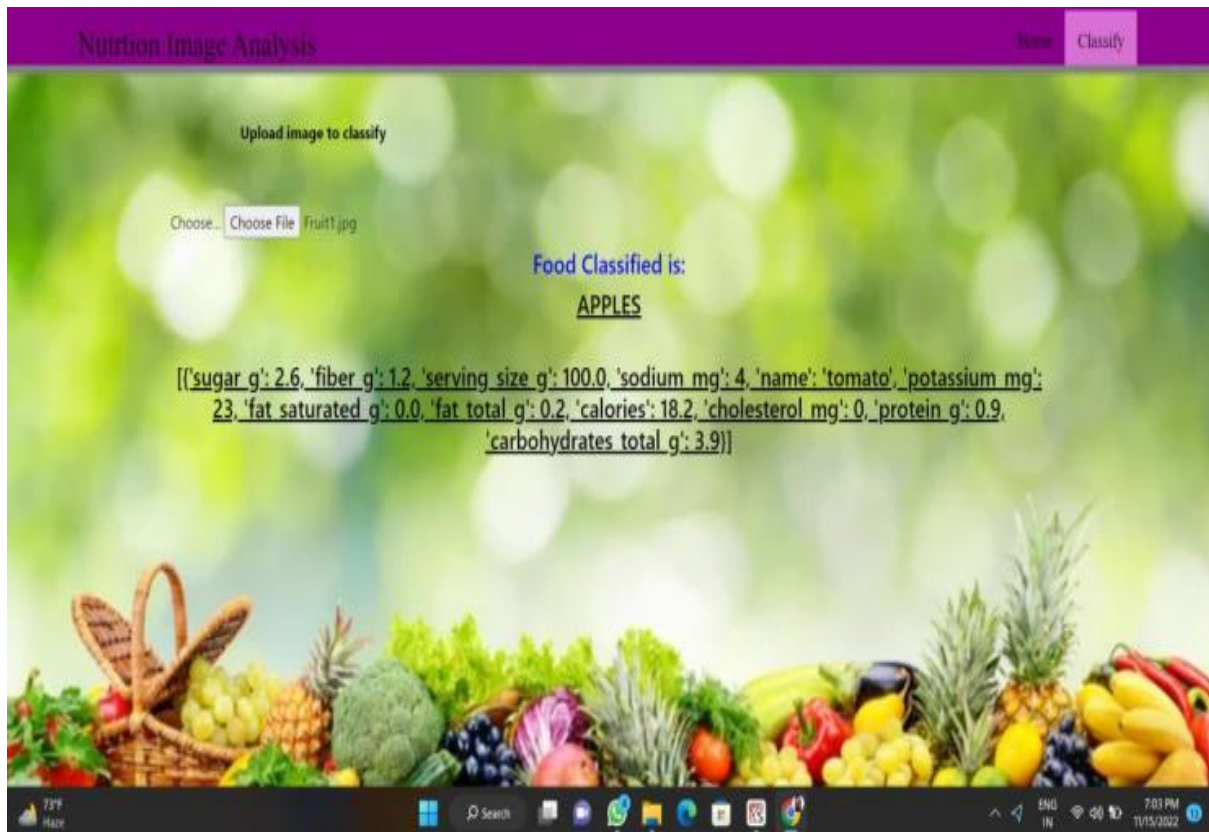 Nutrtion Image Analysis
Home
Classify
Upload image to classify
Choose... Choose File Fruit1.jpg
Food Classified is:
APPLES
[{'sugar_g': 2.6, 'fiber_g': 1.2, 'serving_size_g': 100.0, 'sodium_mg': 4, 'name': 'tomato', 'potassium_mg':
23, 'fat_saturated_g': 0.0, 'fat_total_g': 0.2, 'calories': 18.2, 'cholesterol_mg': 0, 'protein_g': 0.9,
'carbohydrates_total_g': 3.9}]
73°F
Haze
Search
ENG
IN
7:03 PM
11/15/2022